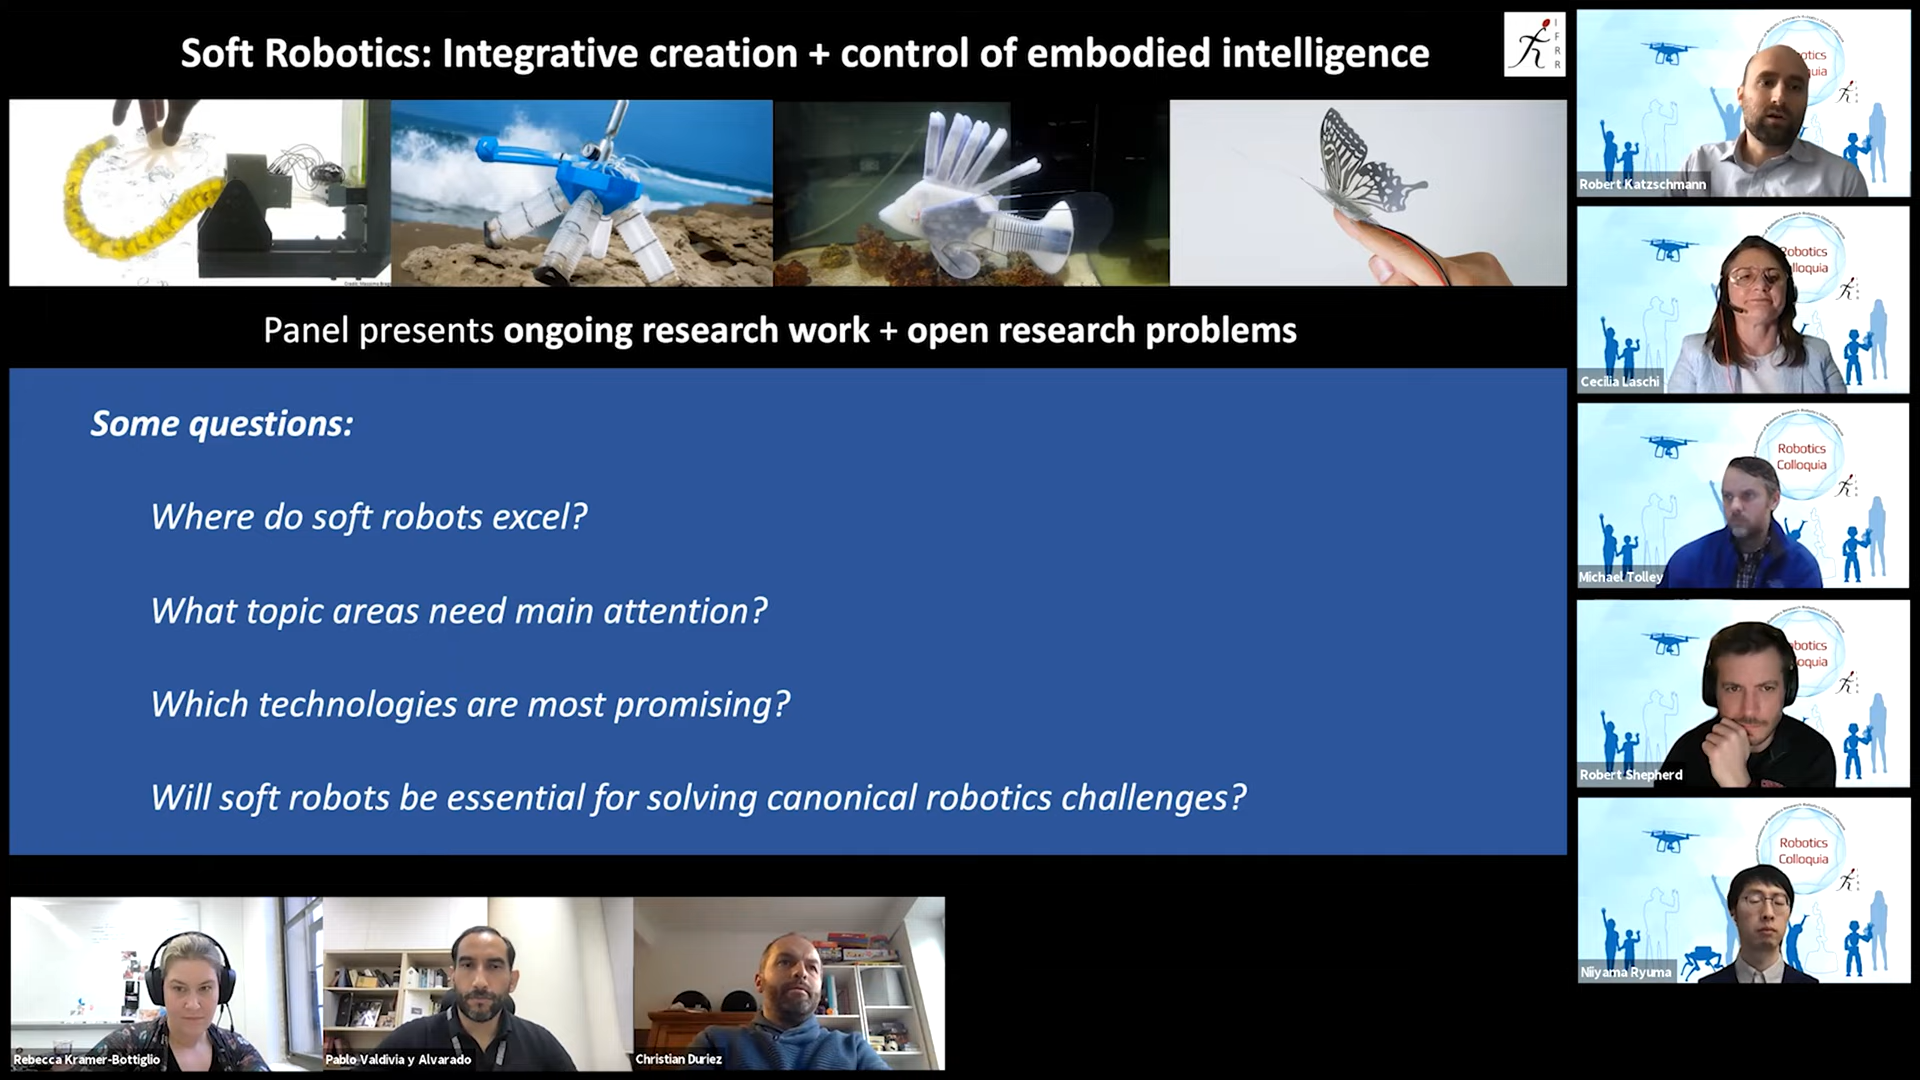 Soft Robotics: Integrative creation + control of embodied intelligence
I
F
R
R
Panel presents ongoing research work + open research problems
Some questions:
Where do soft robots excel?
What topic areas need main attention?
Which technologies are most promising?
Will soft robots be essential for solving canonical robotics challenges?
Robert Katzschmann
Cecilia Laschi
Robotics
Colloquia
Michael Tolley
Robert Shepherd
Robotics
Colloquia
Niiyama Ryuma
Rebecca Kramer-Bottiglio
Pablo Valdivia y Alvarado
Christian Duriez